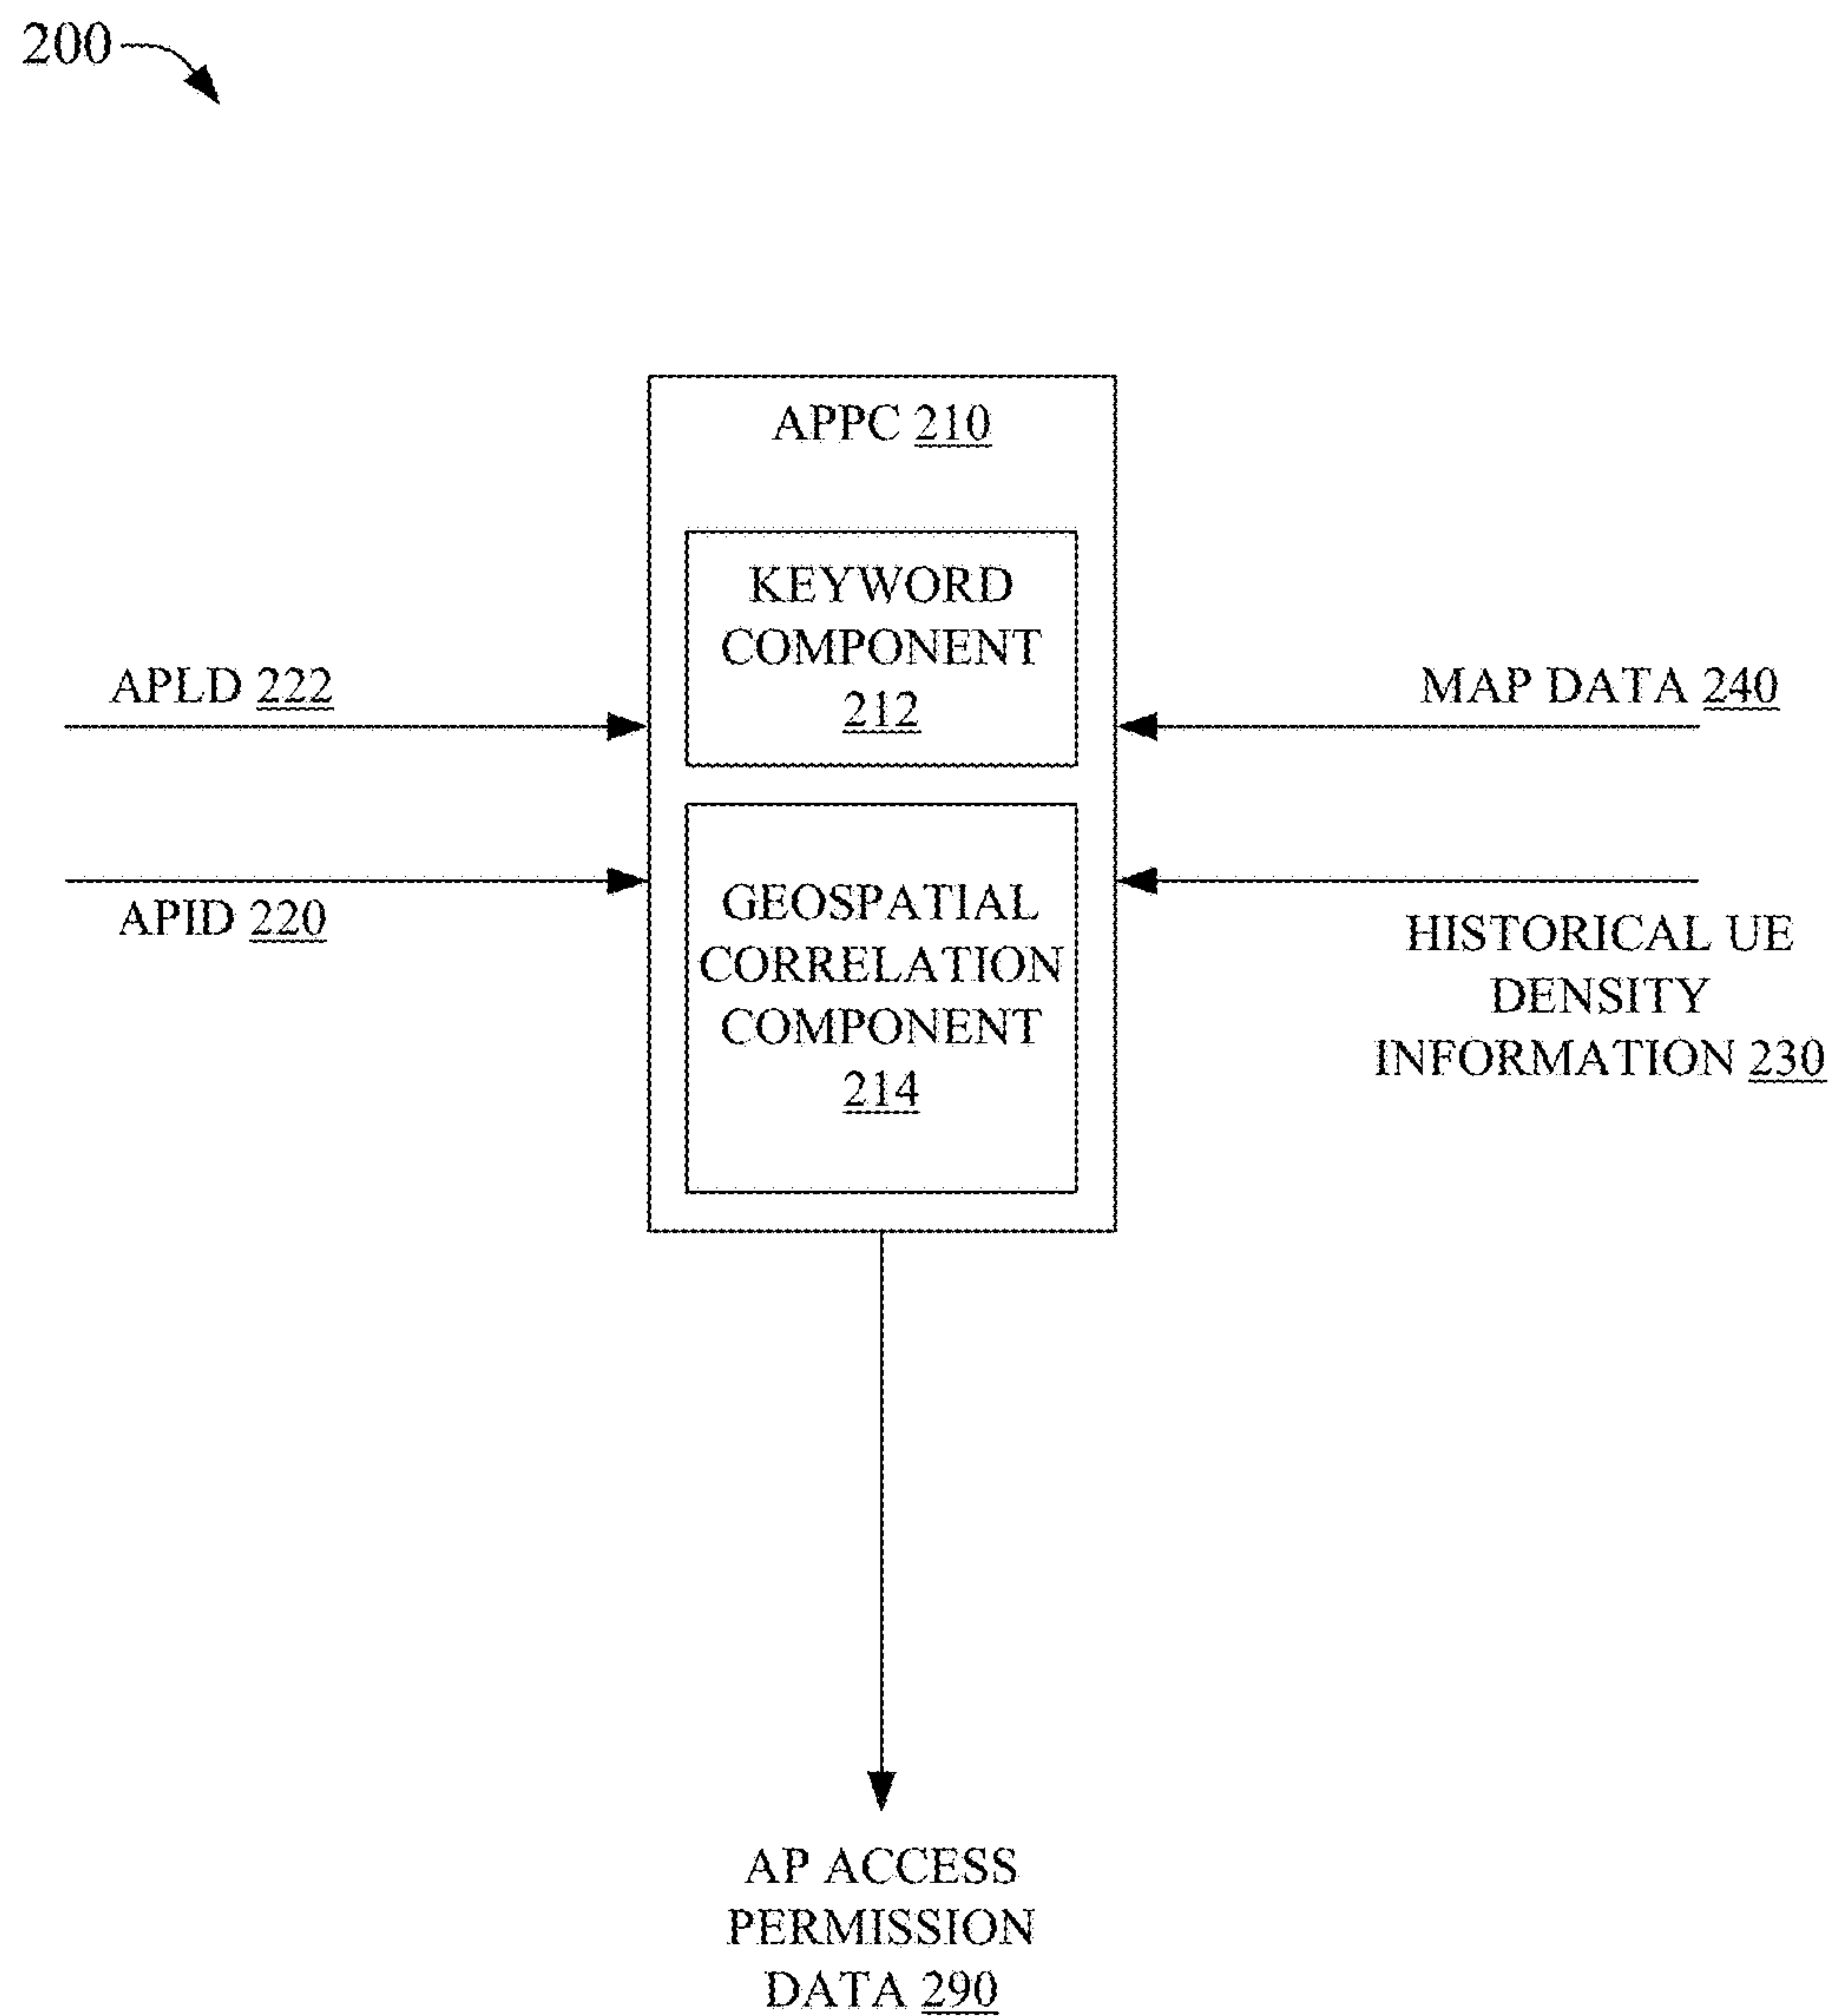 200
APPC 210
KEYWORD
COMPONENT
212
APLD 222
MAP DATA 240
APID 220
GEOSPATIAL
CORRELATION
COMPONENT
214
HISTORICAL UE
DENSITY
INFORMATION 230
AP ACCESS
PERMISSION
DATA 290